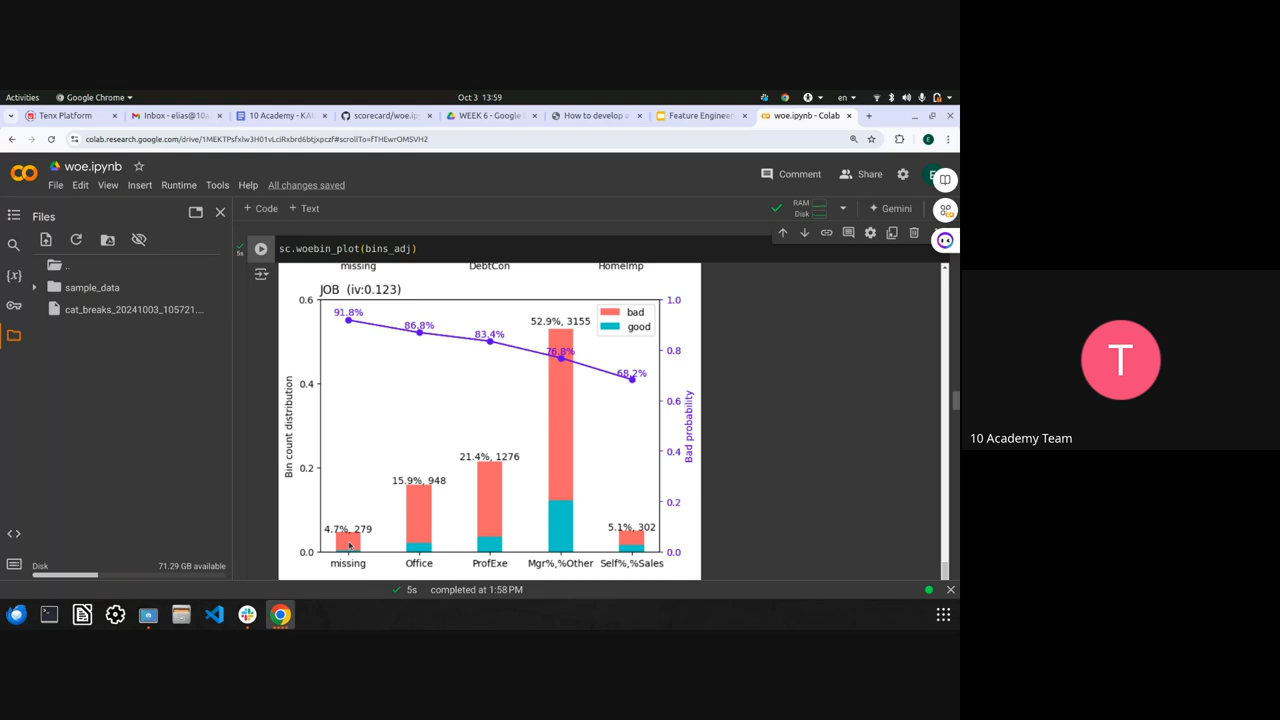 Activities
Google Chrome
Oct 3 13:59
en
Tenx Platform
Inbox - elias@10a
10 Academy - KAI
scorecard/woe.ip
WEEK 6 - Google
How to develop a
Feature Engineer
woe.ipynb - Colab
colab.research.google.com/drive/1MEKTPsfxlw3H01vLciRxbrd6btjxpczf#scrollTo=fTHEwrOMSVH2
woe.ipynb
Comment
Share
File Edit View Insert Runtime Tools Help All changes saved
Files
+ Code + Text
RAM
Disk
Gemini
..
sample_data
cat_breaks_20241003_105721...
5s
sc.woebin_plot(bins_adj)
missing DebtCon HomeImp
JOB (iv:0.123)
0.6
0.4
0.2
0.0
Bin count distribution
91.8%
86.8%
83.4%
76.8%
68.2%
52.9%, 3155
21.4%, 1276
15.9%, 948
4.7%, 279
5.1%, 302
bad
good
1.0
0.8
0.6
0.4
0.2
0.0
Bad probability
missing Office ProfExe Mgr%,%Other Self%,%Sales
Disk 71.29 GB available
5s completed at 1:58 PM
T
10 Academy Team